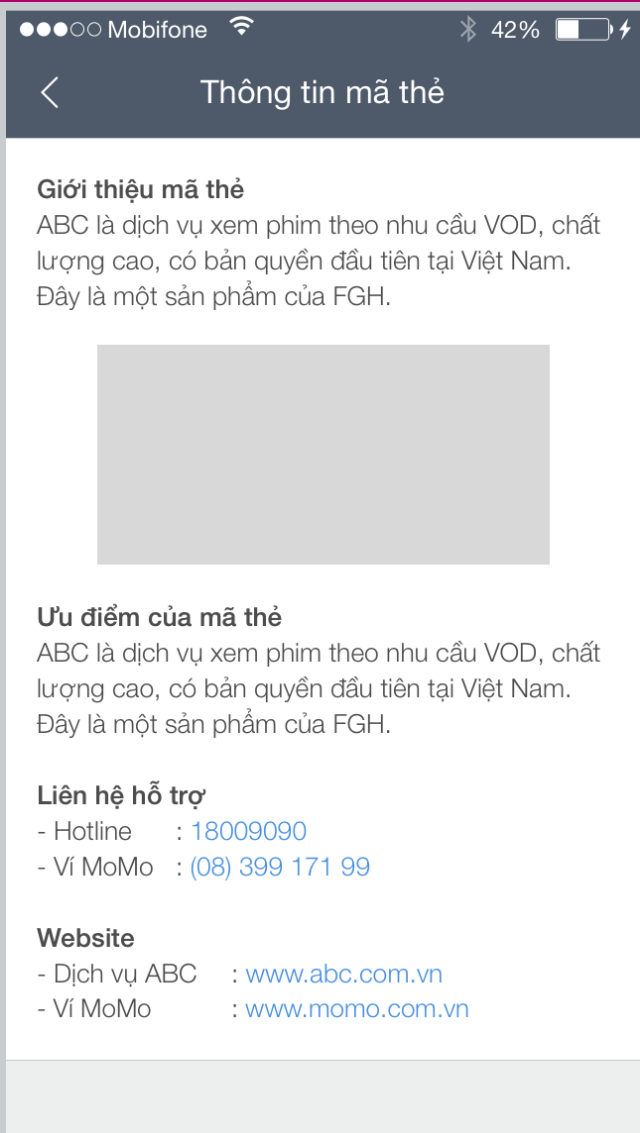 Mobifone 42%
Thông tin mã thẻ
Giới thiệu mã thẻ
ABC là dịch vụ xem phim theo nhu cầu VOD, chất
lượng cao, có bản quyền đầu tiên tại Việt Nam.
Đây là một sản phẩm của FGH.
Ưu điểm của mã thẻ
ABC là dịch vụ xem phim theo nhu cầu VOD, chất
lượng cao, có bản quyền đầu tiên tại Việt Nam.
Đây là một sản phẩm của FGH.
Liên hệ hỗ trợ
- Hotline : 18009090
- Ví MoMo : (08) 399 171 99
Website
- Dịch vụ ABC : www.abc.com.vn
- Ví MoMo : www.momo.com.vn